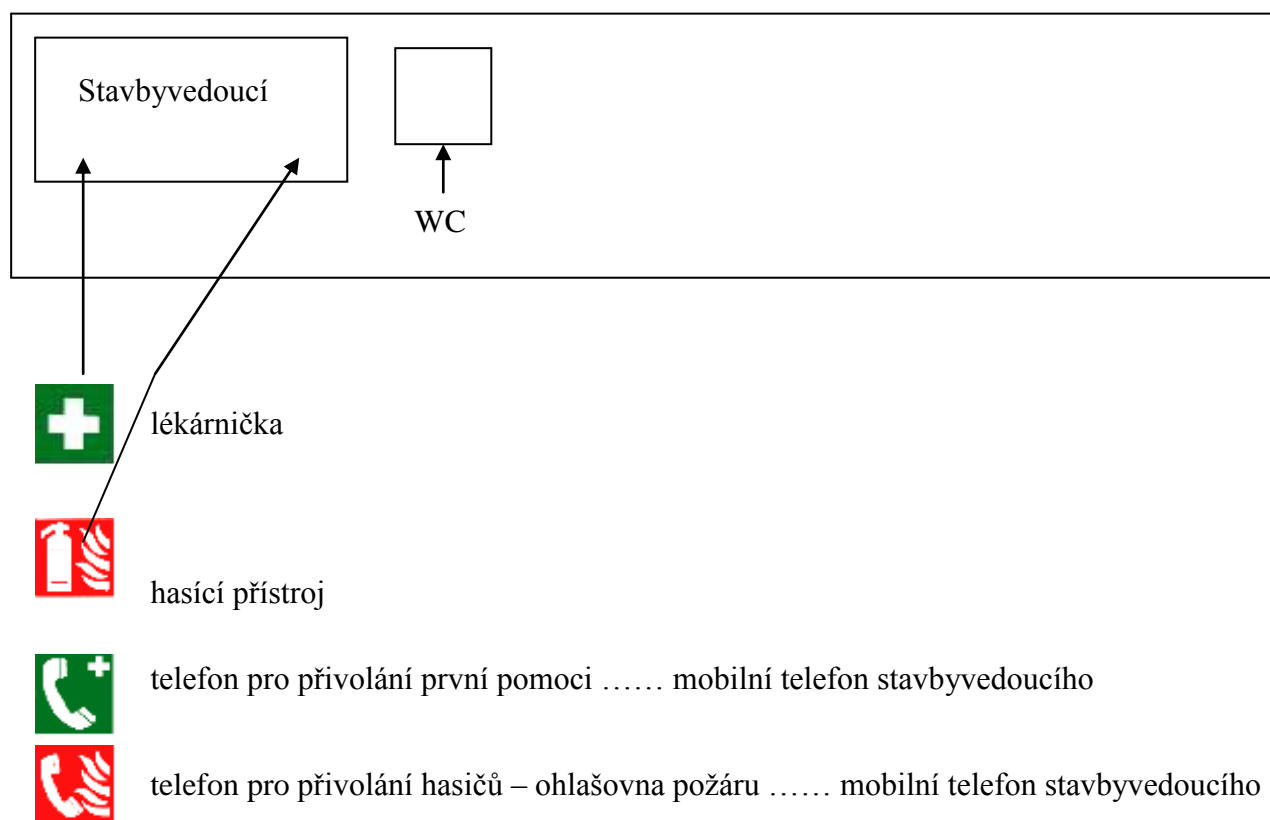 Stavbyvedoucí
WC
lékárnička
hasící přístroj
telefon pro přivolání první pomoci …… mobilní telefon stavbyvedoucího
telefon pro přivolání hasičů – ohlašovna požáru …… mobilní telefon stavbyvedoucího